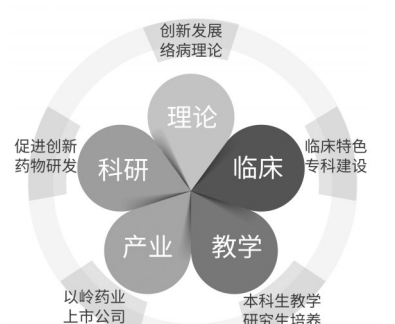 创新发展
络病理论
理论
促进创新
药物研发
科研
临床
临床特色
专科建设
产业
教学
以岭药业
上市公司
本科生教学
研究生培养